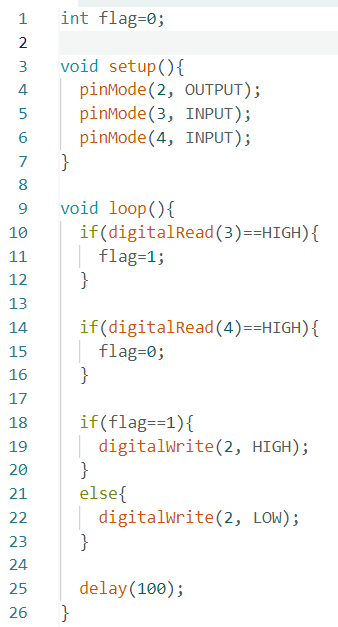 1 int flag=0;
2
3 void setup(){
4 pinMode(2, OUTPUT);
5 pinMode(3, INPUT);
6 pinMode(4, INPUT);
7 }
8
9 void loop(){
10 if(digitalRead(3)==HIGH){
11 flag=1;
12 }
13
14 if(digitalRead(4)==HIGH){
15 flag=0;
16 }
17
18 if(flag==1){
19 digitalWrite(2, HIGH);
20 }
21 else{
22 digitalWrite(2, LOW);
23 }
24
25 delay(100);
26 }